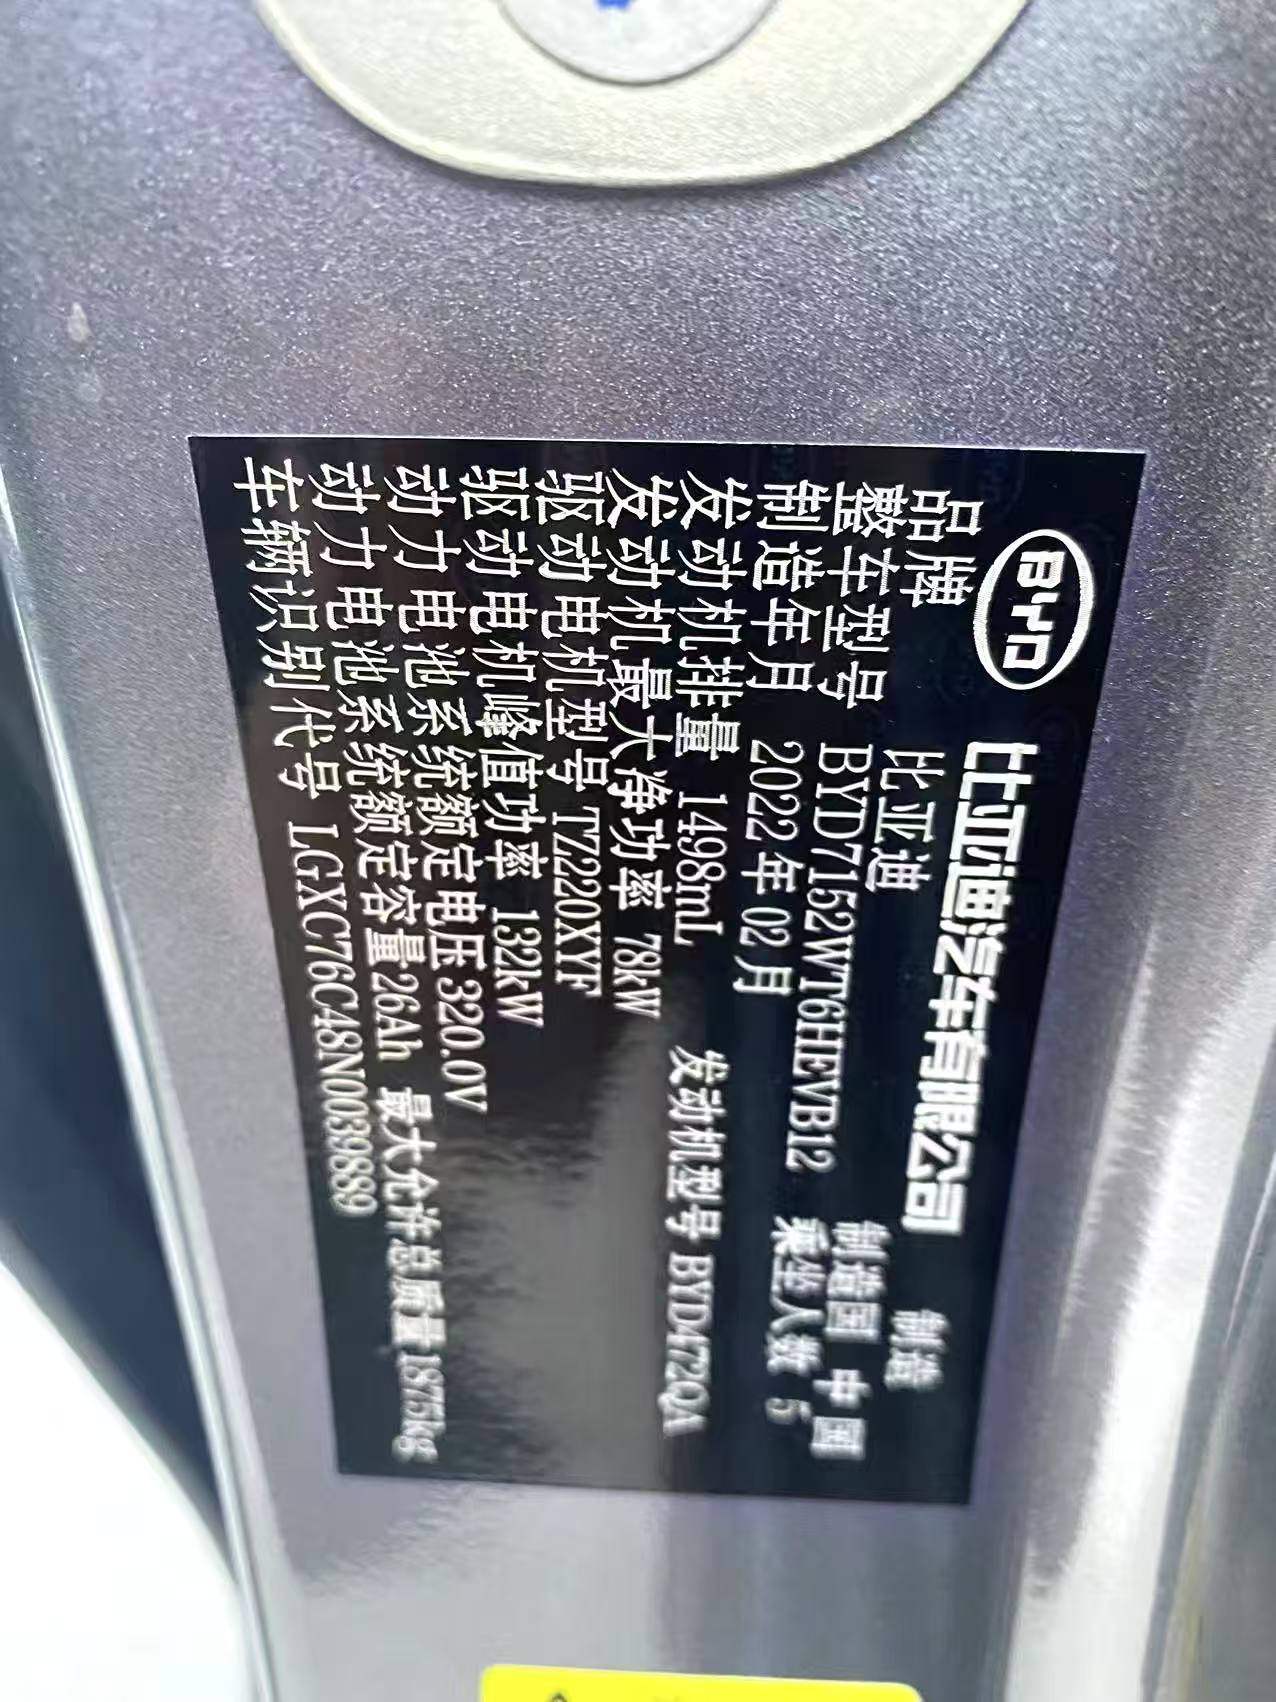 BYD 比亚迪汽车有限公司 制造
品牌 比亚迪 制造国 中国
整车型号 BYD7152WT6HEVB12 乘坐人数 5
制造年月 2022年02月
发动机排量 1498mL 发动机型号 BYD472QA
发动机最大净功率 78kW
驱动电机型号 TZ220XYF
驱动电机峰值功率 132kW
动力电池系统额定电压 320.0V
动力电池系统额定容量 26Ah 最大允许总质量 1875kg
车辆识别代号 LGXC76C48N0039889